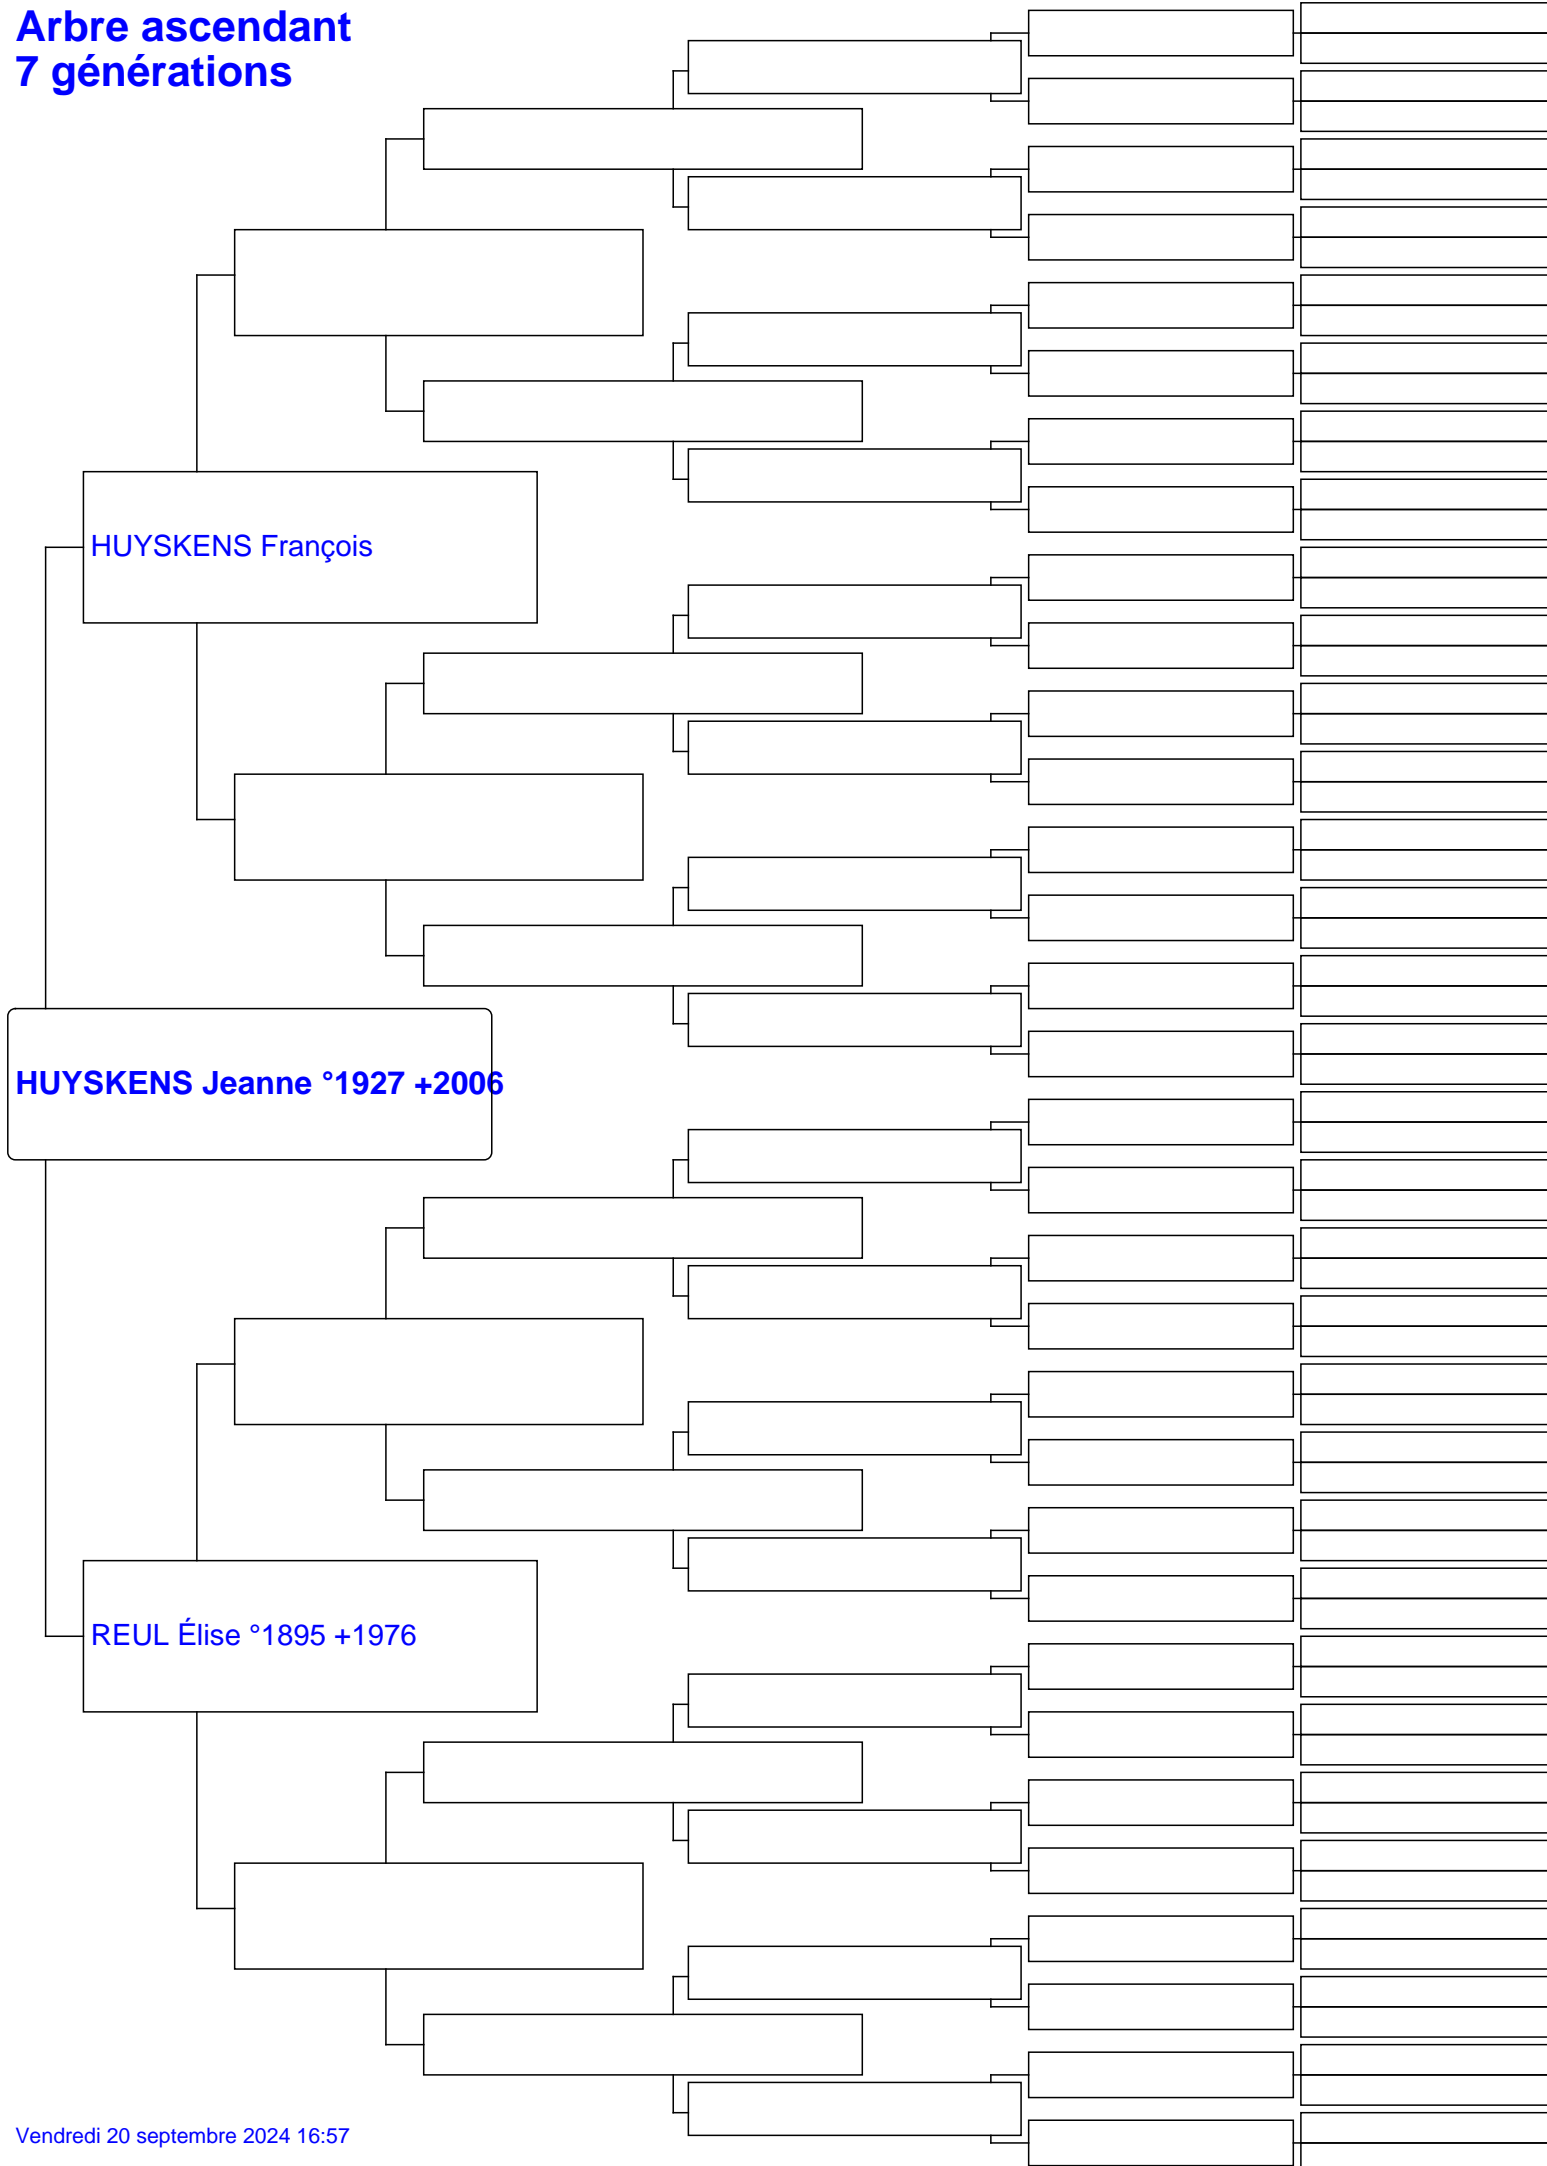 Arbre ascendant
7 générations
HUYSKENS François
HUYSKENS Jeanne °1927 +2006
REUL Élise °1895 +1976
Vendredi 20 septembre 2024 16:57